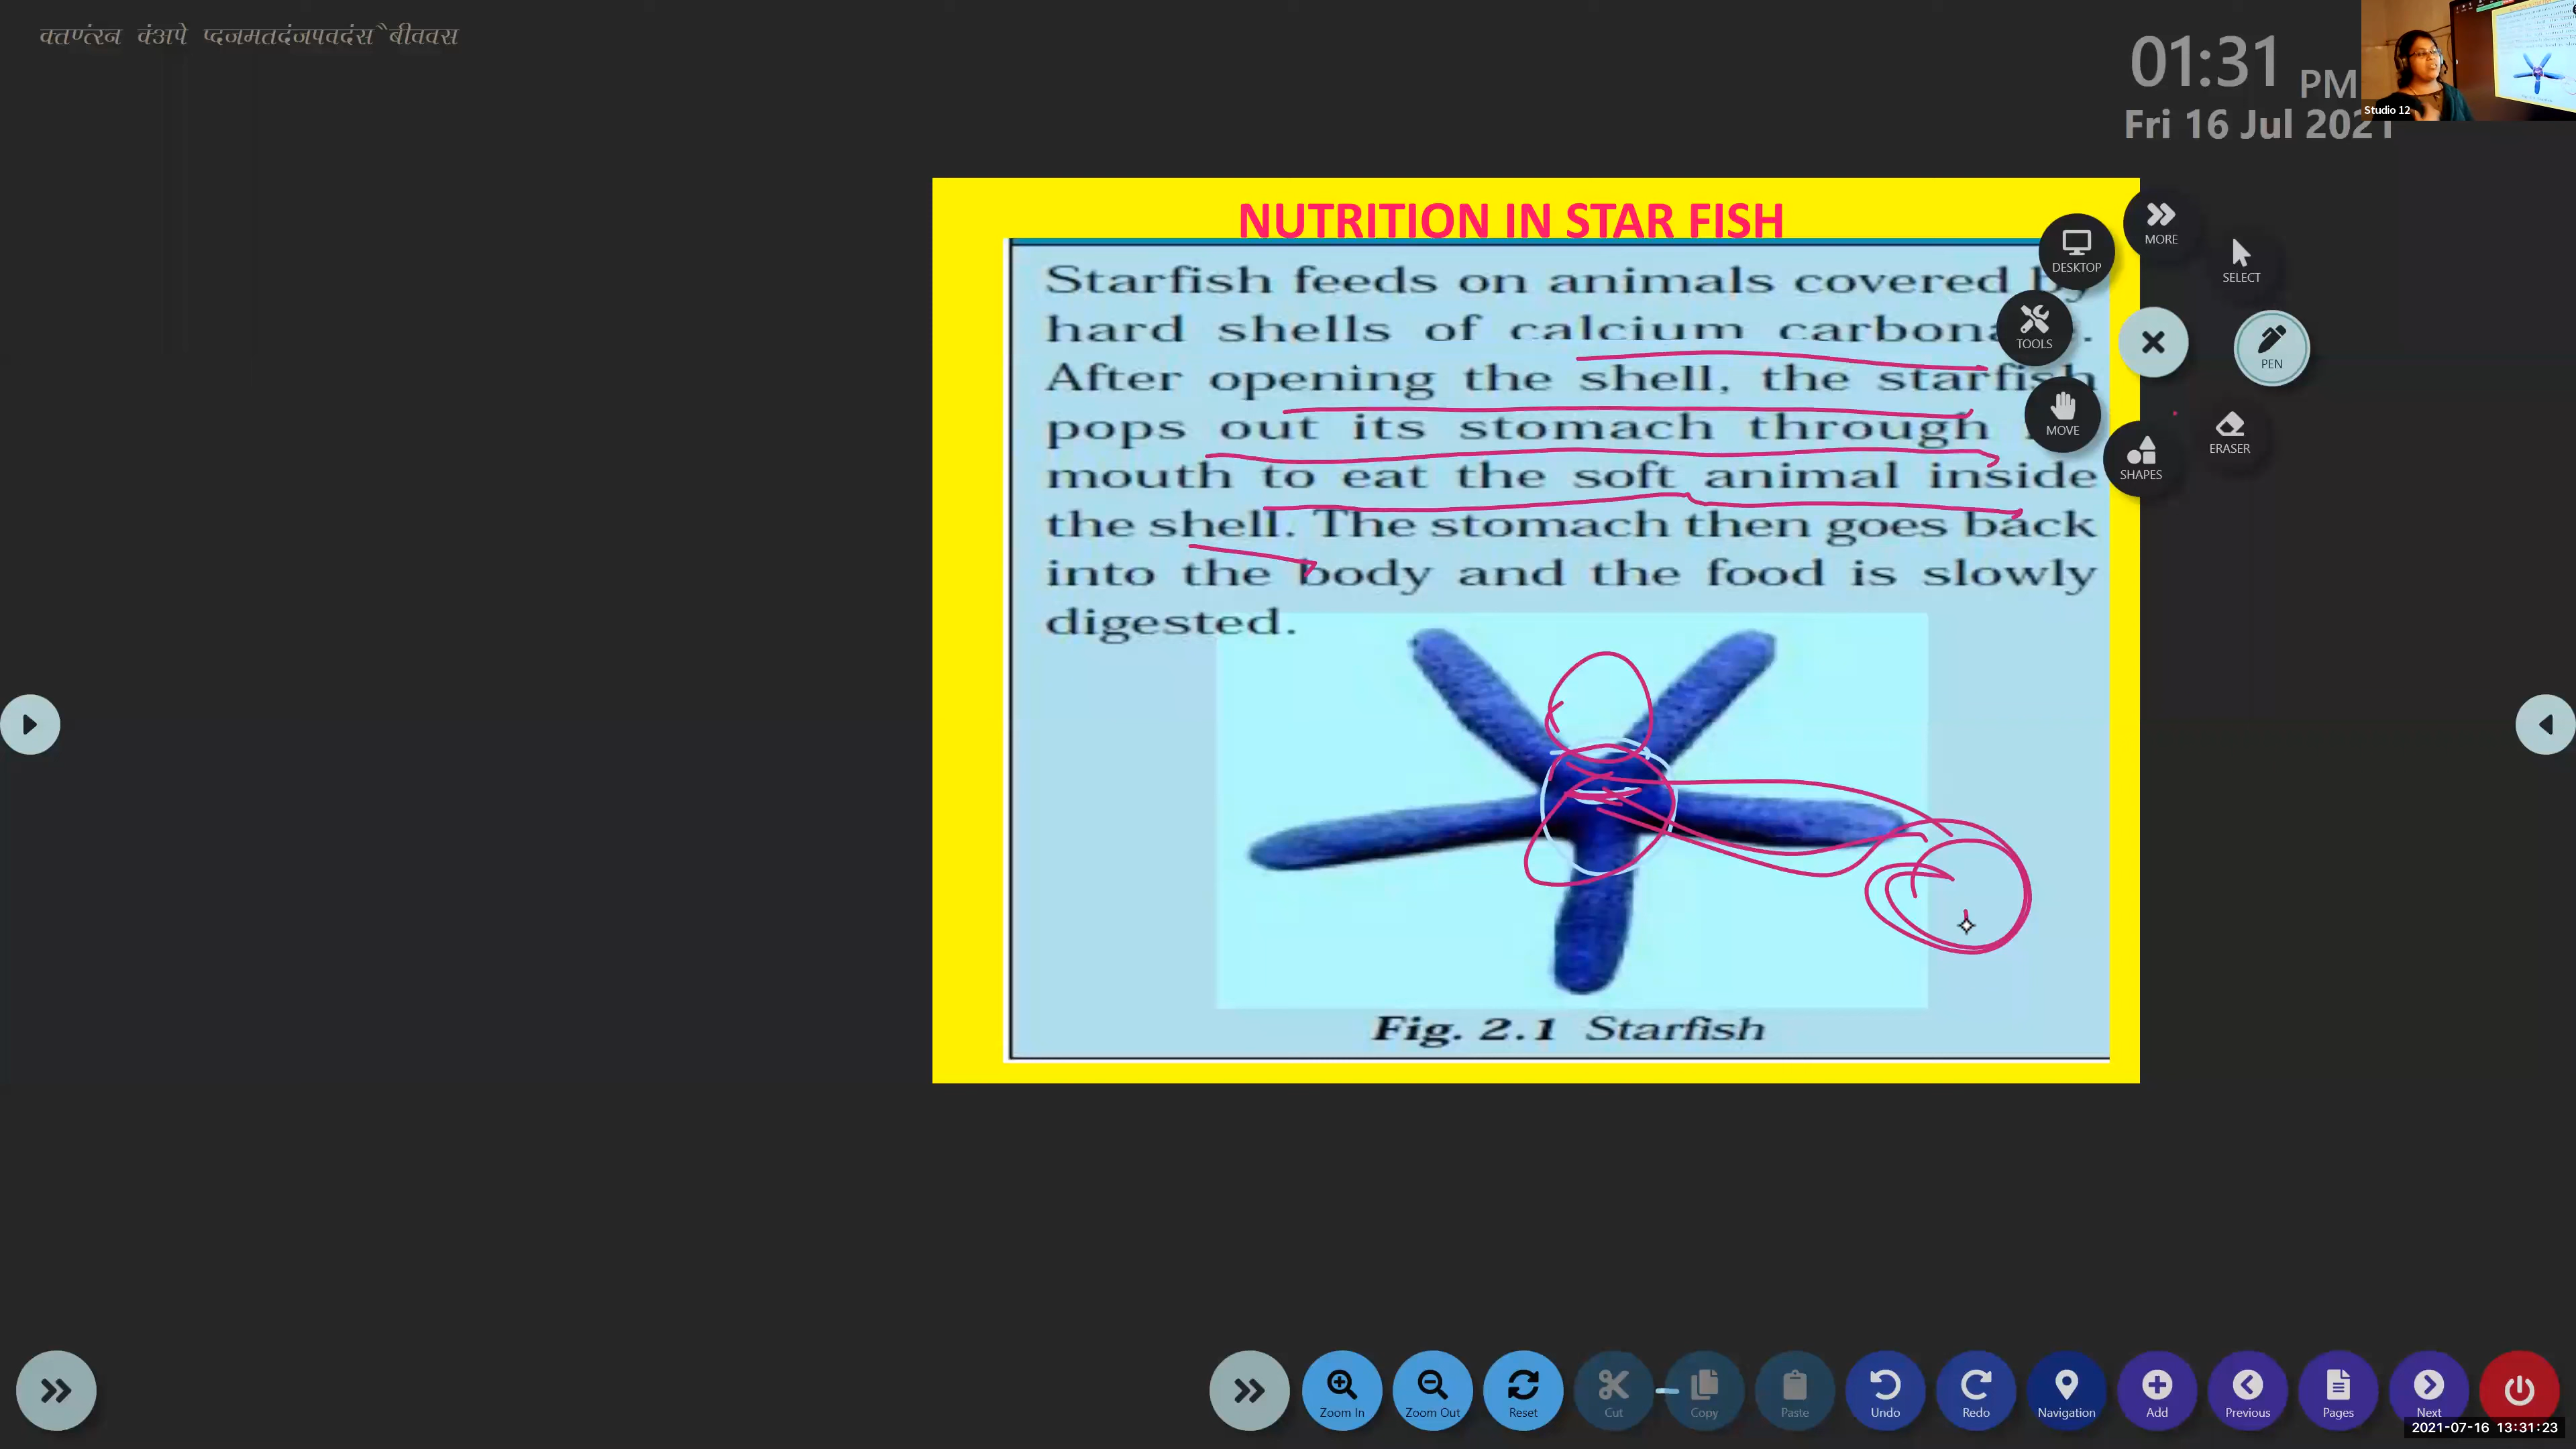 क्तण्ंत्रन वंअपे प्दजमतदंजपवदंस ैबीववस
01:31 PM
Fri 16 Jul 2021
Studio 12
NUTRITION IN STAR FISH
Starfish feeds on animals covered by
hard shells of calcium
After opening the shell, the starfish
pops out its stomach through
mouth to eat the soft animal inside
the shell. The stomach then goes back
into the body and the food is slowly
digested.
Fig. 2.1 Starfish
MORE
DESKTOP
SELECT
TOOLS
PEN
MOVE
ERASER
SHAPES
Zoom In
Zoom Out
Reset
Cut
Copy
Paste
Undo
Redo
Navigation
Add
Previous
Pages
Next
2021-07-16 13:31:23